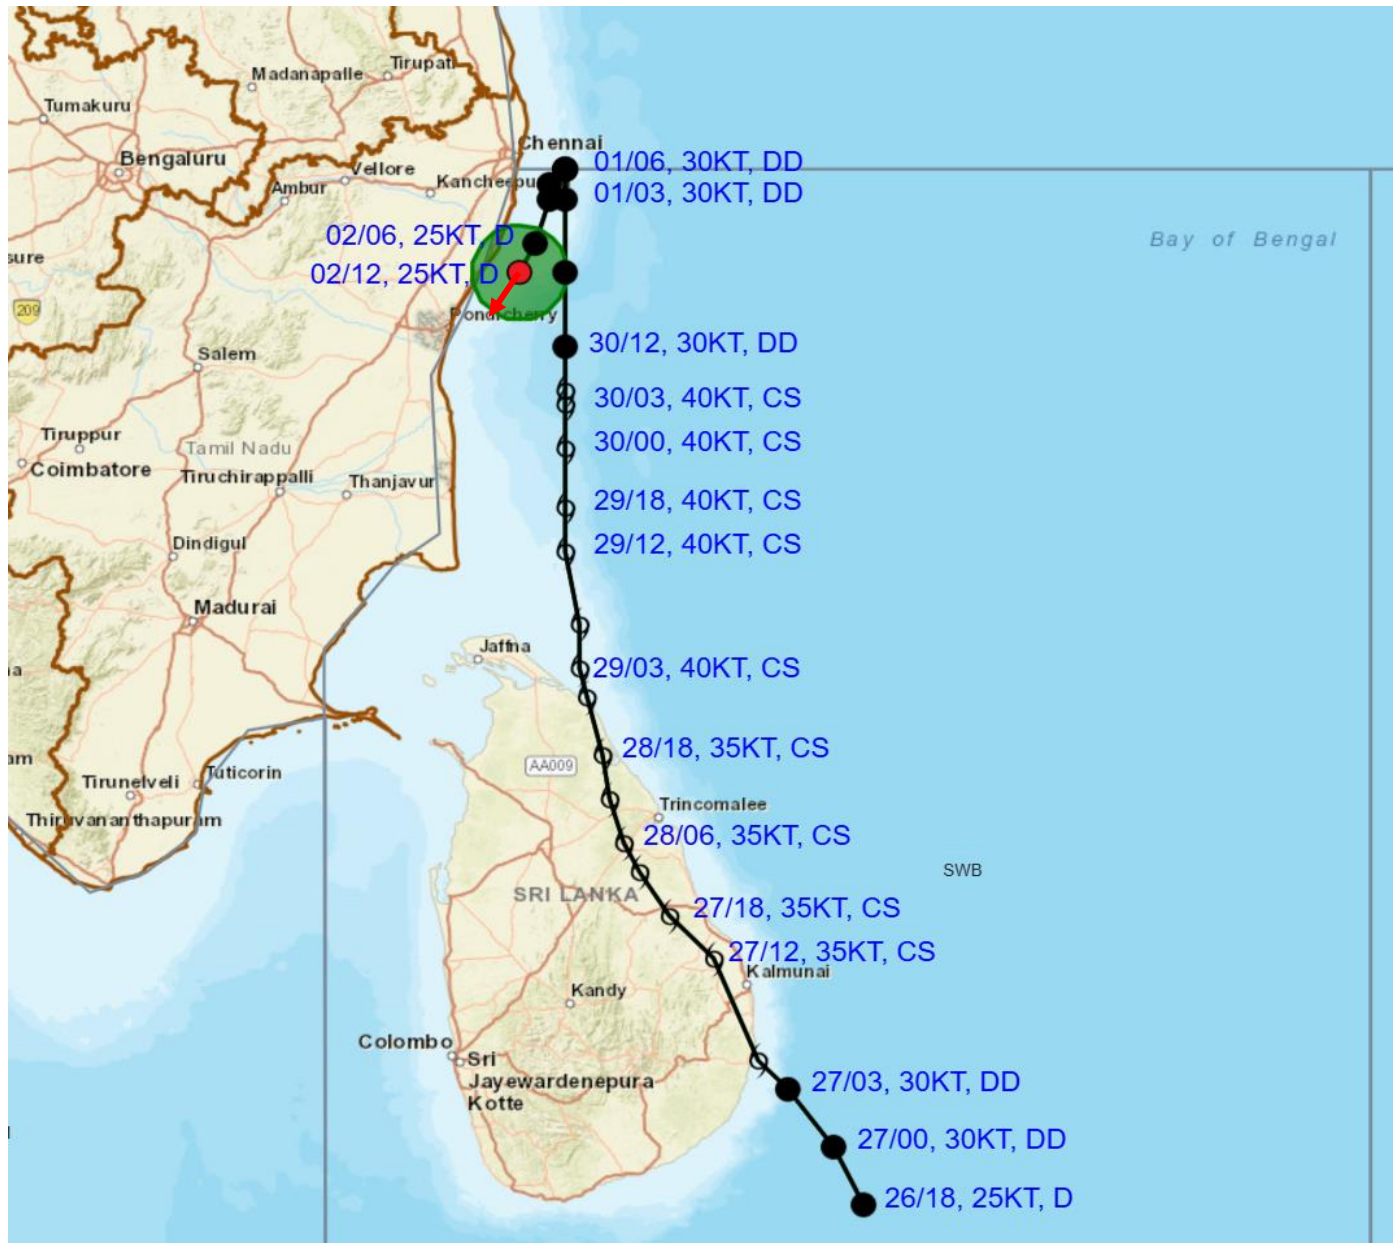 Tirupati
Madanapalle
Tumakuru
Chennai
Bengaluru
01/06, 30KT, DD
Vellore
Kancheepu
Ambur
01/03, 30KT, DD
02/06, 25KT, D
Bay of Bengal
sure
02/12, 25KT, D
209
Pondicherry
30/12, 30KT, DD
Salem
30/03, 40KT, CS
Tiruppur
30/00, 40KT, CS
Tamil Nadu
Coimbatore
Tiruchirappalli
Thanjavur
29/18, 40KT, CS
Dindigul
29/12, 40KT, CS
Madurai
Jaffna
29/03, 40KT, CS
28/18, 35KT, CS
am
AA009
Tuticorin
Tirunelveli
Trincomalee
Thiruvananthapuram
28/06, 35KT, CS
SWB
SRI LANKA
27/18, 35KT, CS
27/12, 35KT, CS
Kalmunai
Kandy
Colombo
Sri
Jayewardenepura
Kotte
27/03, 30KT, DD
27/00, 30KT, DD
26/18, 25KT, D